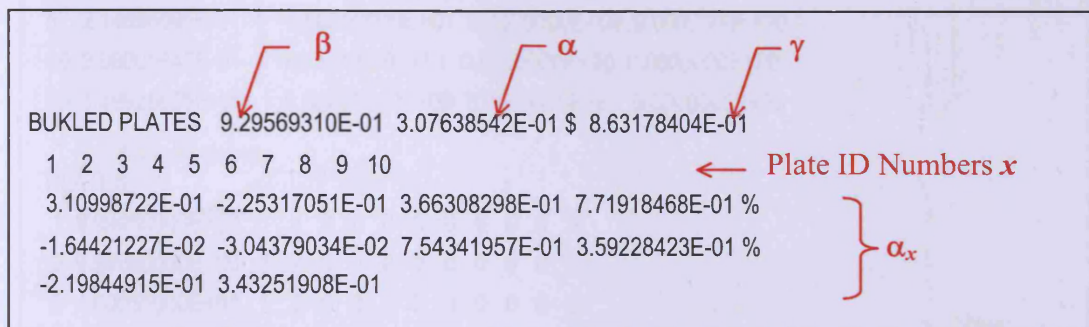 β α γ
BUKLED PLATES 9.29569310E-01 3.07638542E-01 $ 8.63178404E-01
1 2 3 4 5 6 7 8 9 10
Plate ID Numbers x
3.10998722E-01 -2.25317051E-01 3.66308298E-01 7.71918468E-01 %
-1.64421227E-02 -3.04379034E-02 7.54341957E-01 3.59228423E-01 %
αx
-2.19844915E-01 3.43251908E-01